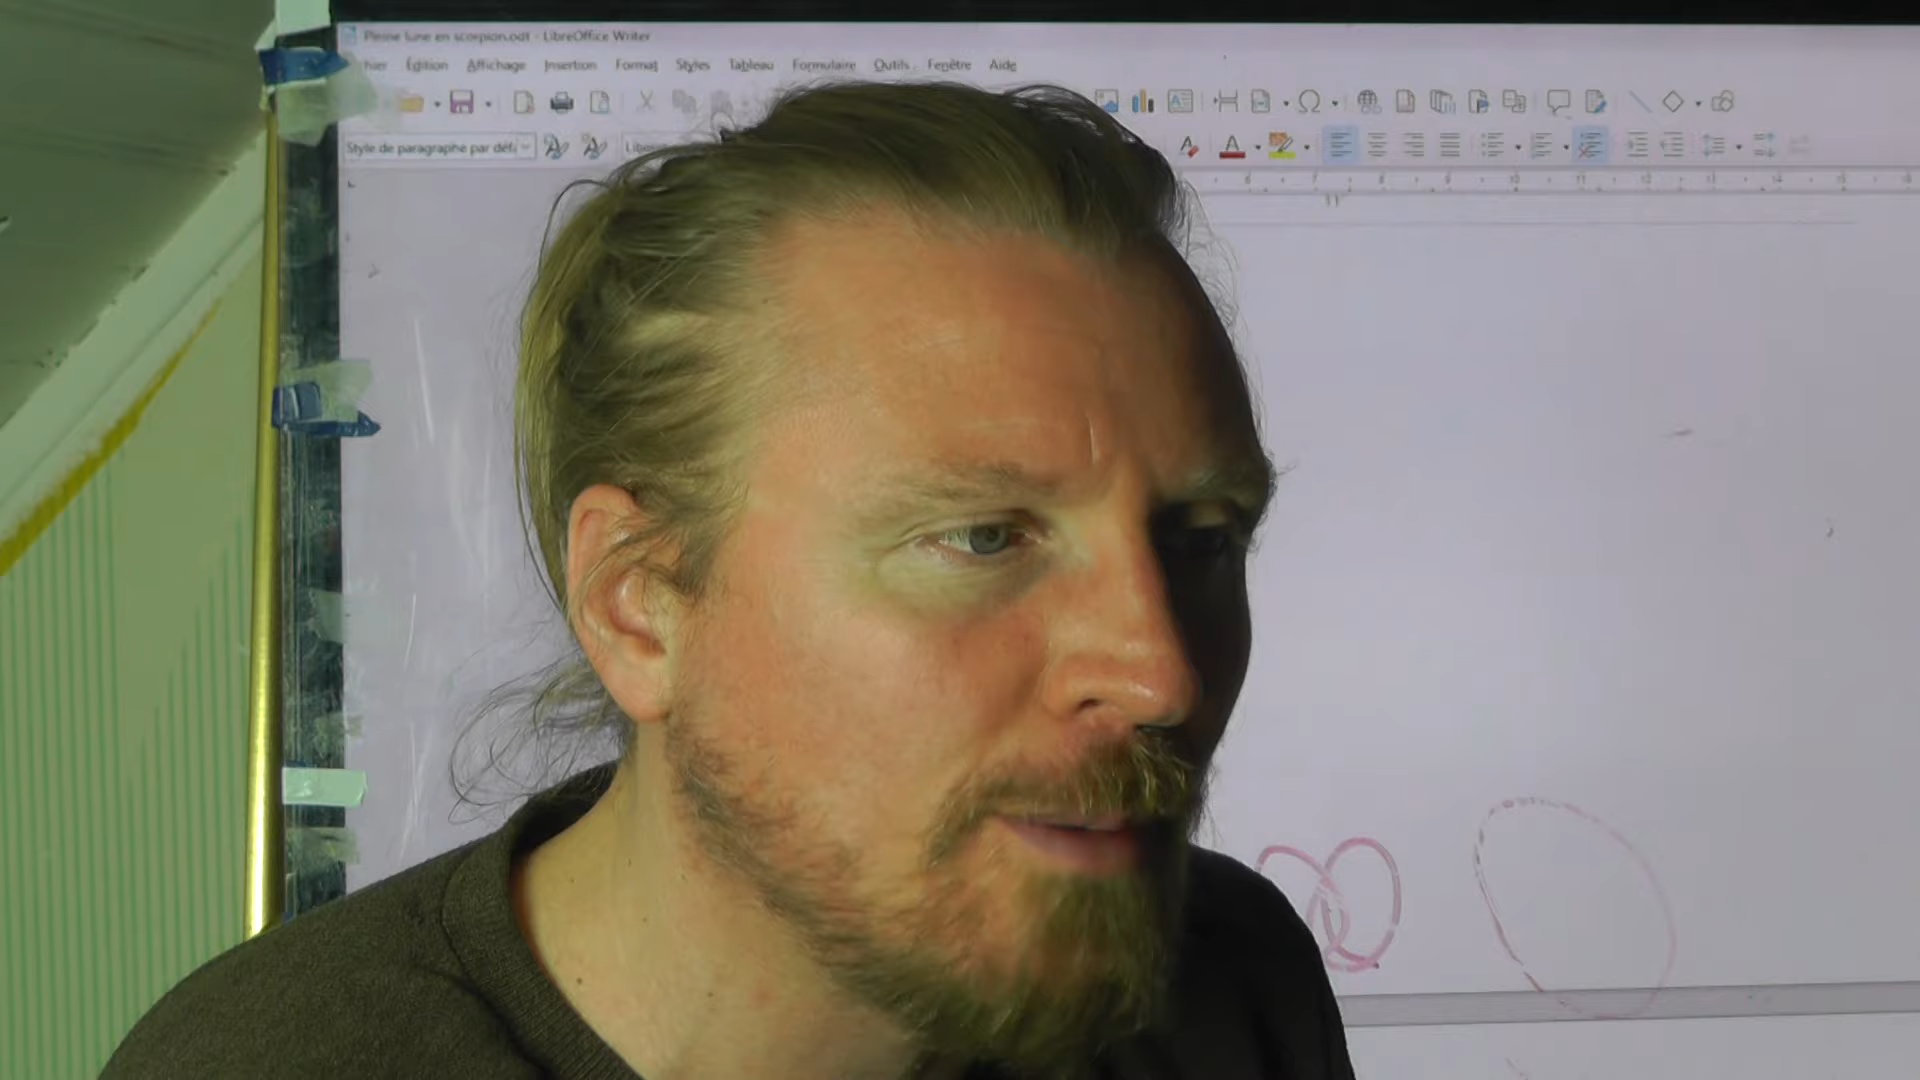 Pleine lune en scorpion.odt - LibreOffice Writer
Édition Affichage Insertion Format Styles Tableau Formulaire Outils Fenêtre Aide
Style de paragraphe par défa